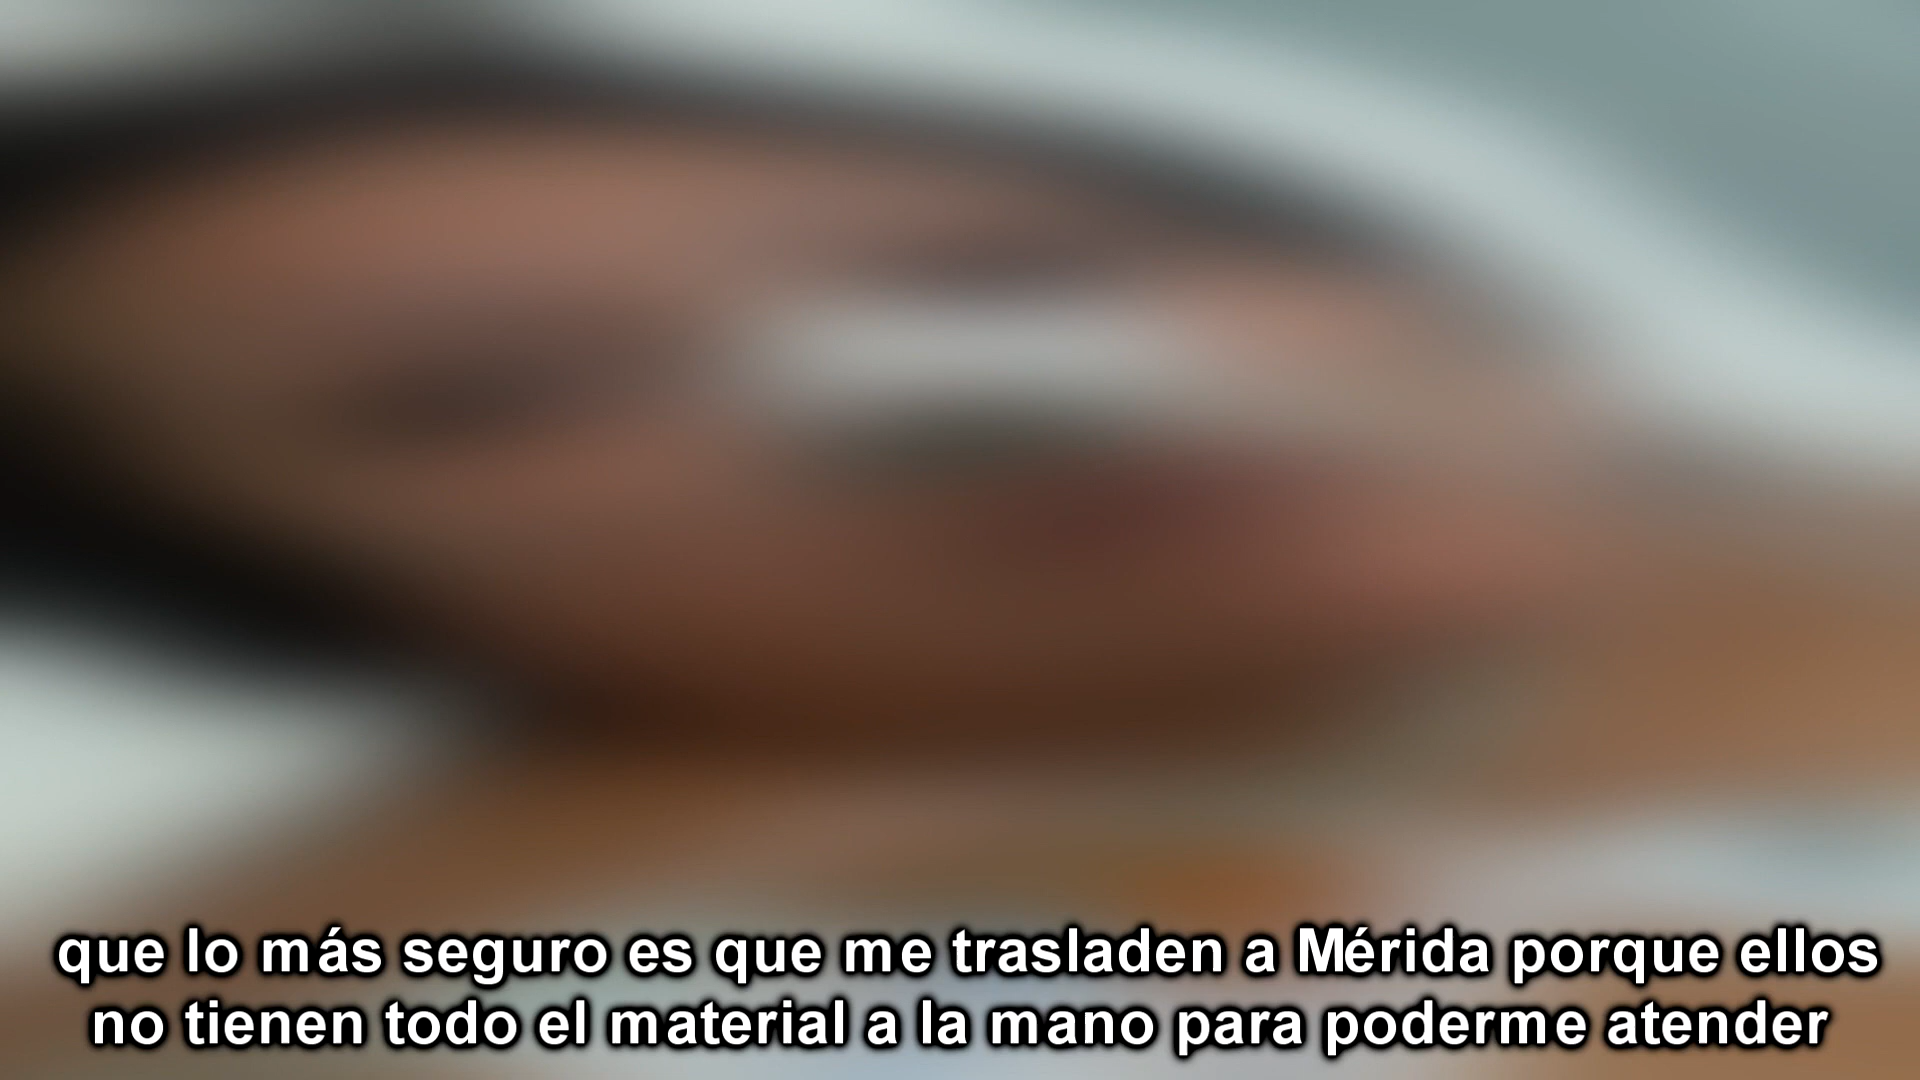 que lo más seguro es que me trasladen a Mérida porque ellos
no tienen todo el material a la mano para poderme atender